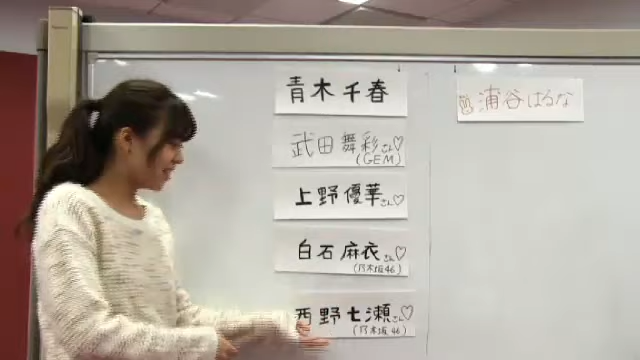 青木千春
武田舞彩さん♡
(GEM)
上野優華さん♡
白石麻衣さん♡
(乃木坂46)
西野七瀬さん♡
(乃木坂46)
浦谷はるな